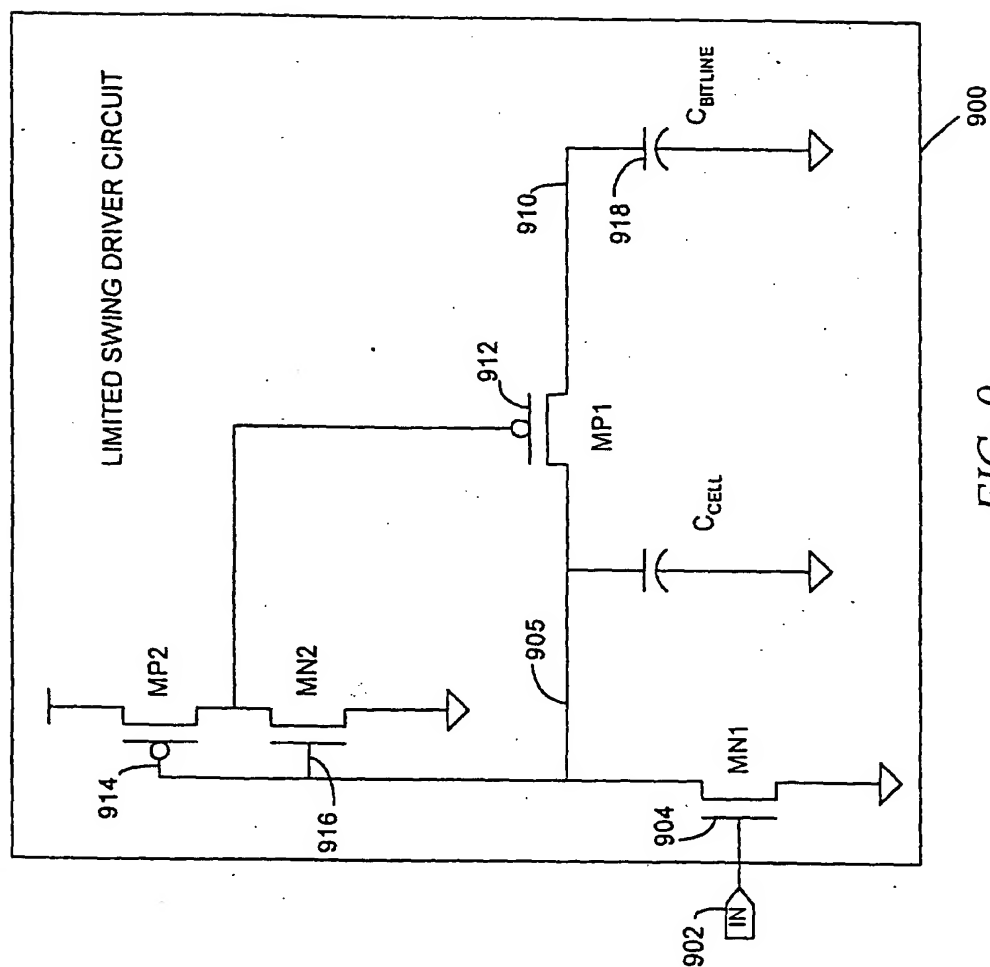 LIMITED SWING DRIVER CIRCUIT
MP2
914
MN2
916
912
MP1
910
918
C_BITLINE
905
C_CELL
904
MN1
902
IN
900
FIG. 9